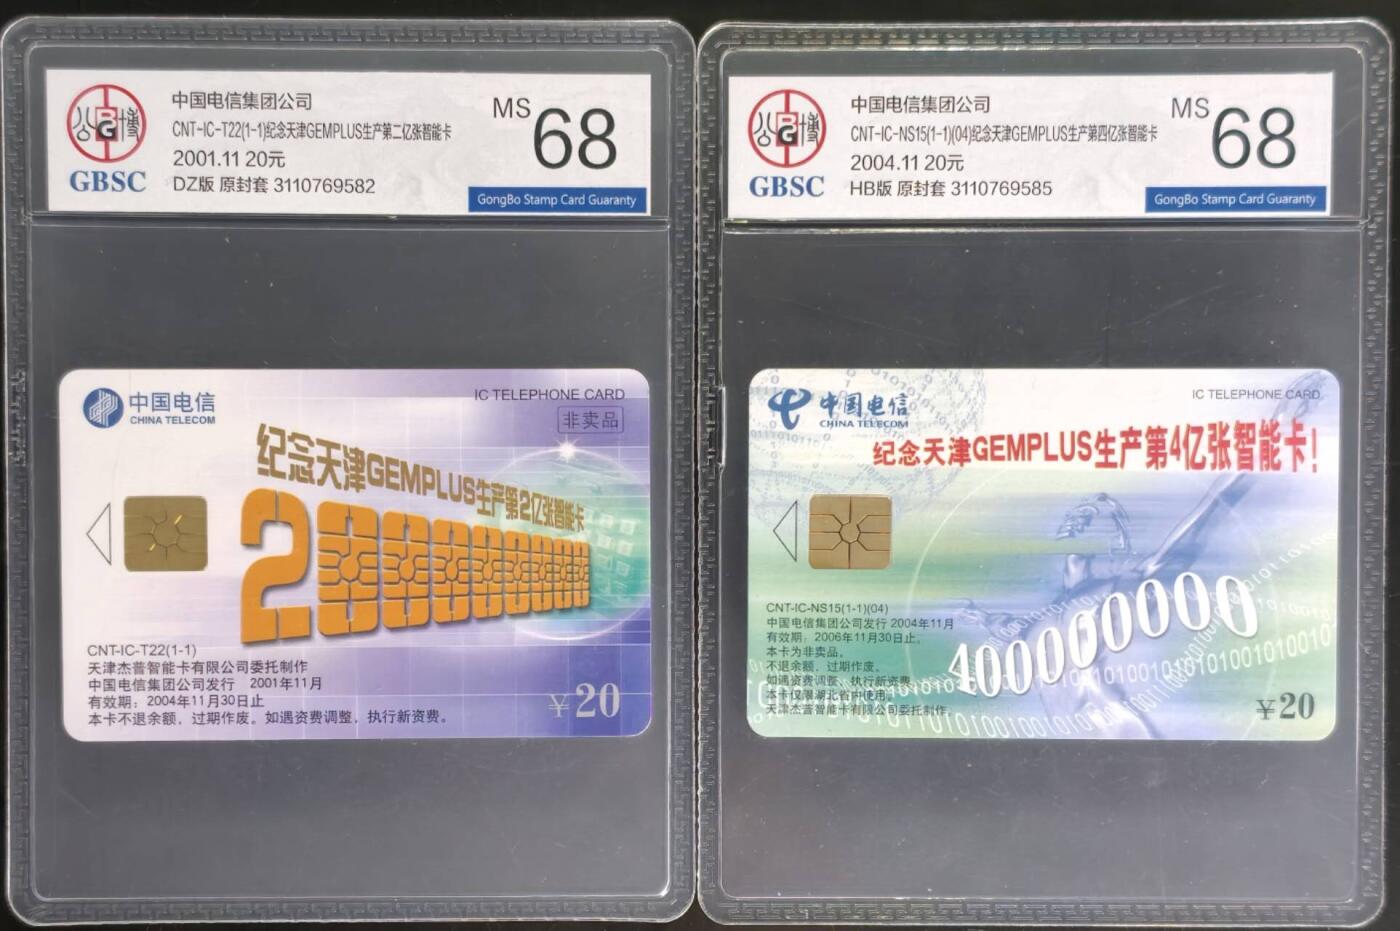 公博
BG
GBSC
中国电信集团公司
CNT-IC-T22(1-1)纪念天津GEMPLUS生产第二亿张智能卡
2001.11 20元
DZ版 原封套 3110769582
MS 68
GongBo Stamp Card Guaranty
中国电信
CHINA TELECOM
IC TELEPHONE CARD
非卖品
纪念天津GEMPLUS生产第2亿张智能卡
200000000
CNT-IC-T22(1-1)
天津杰普智能卡有限公司委托制作
中国电信集团公司发行 2001年11月
有效期：2004年11月30日止
本卡不退余额，过期作废。如遇资费调整，执行新资费。
￥20
公博
BG
GBSC
中国电信集团公司
CNT-IC-NS15(1-1)(04)纪念天津GEMPLUS生产第四亿张智能卡
2004.11 20元
HB版 原封套 3110769585
MS 68
GongBo Stamp Card Guaranty
中国电信
CHINA TELECOM
IC TELEPHONE CARD
纪念天津GEMPLUS生产第4亿张智能卡！
400000000
CNT-IC-NS15(1-1)(04)
中国电信集团公司发行 2004年11月
有效期：2006年11月30日止。
本卡为非卖品。
不退余额，过期作废。
如遇资费调整，执行新资费。
本卡仅限湖北省内使用。
天津杰普智能卡有限公司委托制作。
￥20